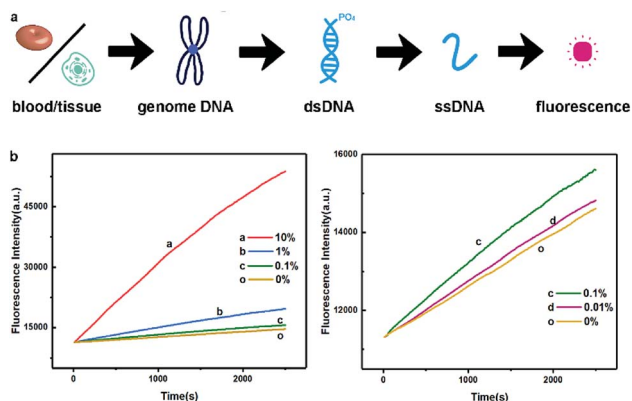 a
PO₄
blood/tissue genome DNA dsDNA ssDNA fluorescence
b
Fluorescence Intensity(a.u.)
45000
30000
15000
0 1000 2000
Time(s)
a
b
c
o
a 10%
b 1%
c 0.1%
o 0%
Fluorescence Intensity(a.u.)
16000
14000
12000
0 1000 2000
Time(s)
c
d
o
c 0.1%
d 0.01%
o 0%